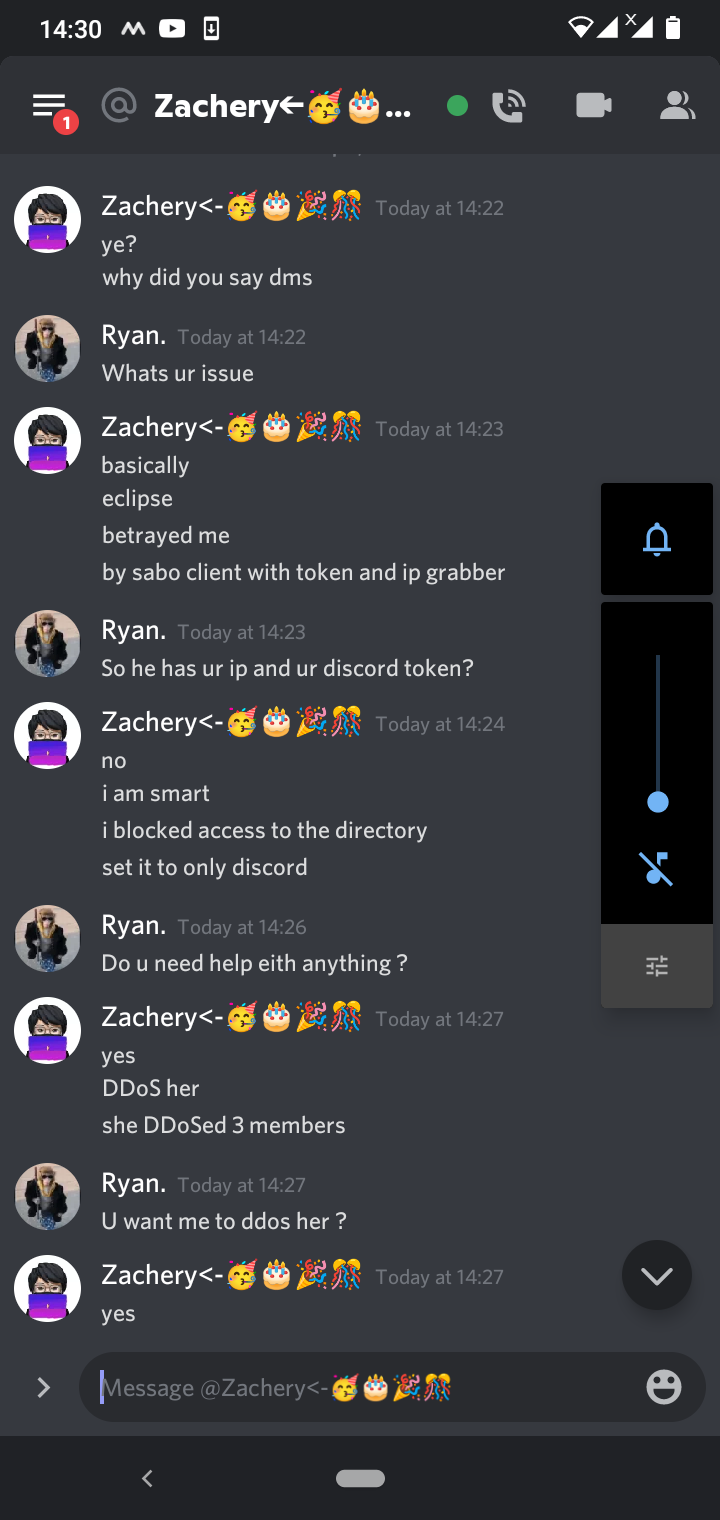 14:30
X
1
@ Zachery<-🥳🎂...
Zachery<-🥳🎂🎉🎊 Today at 14:22
ye?
why did you say dms
Ryan. Today at 14:22
Whats ur issue
Zachery<-🥳🎂🎉🎊 Today at 14:23
basically
eclipse
betrayed me
by sabo client with token and ip grabber
Ryan. Today at 14:23
So he has ur ip and ur discord token?
Zachery<-🥳🎂🎉🎊 Today at 14:24
no
i am smart
i blocked access to the directory
set it to only discord
Ryan. Today at 14:26
Do u need help eith anything ?
Zachery<-🥳🎂🎉🎊 Today at 14:27
yes
DDoS her
she DDoSed 3 members
Ryan. Today at 14:27
U want me to ddos her ?
Zachery<-🥳🎂🎉🎊 Today at 14:27
yes
Message @Zachery<-🥳🎂🎉🎊